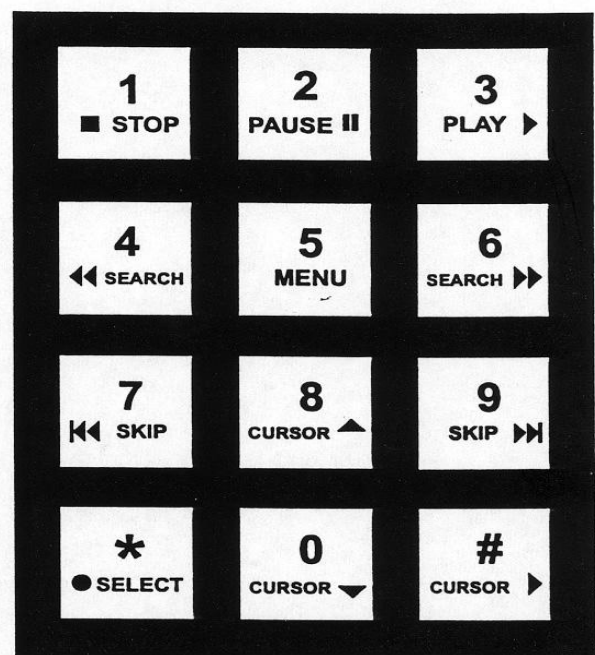 1
■ STOP
2
PAUSE ⏸
3
PLAY ▶
4
◀◀ SEARCH
5
MENU
6
SEARCH ▶▶
7
|◀◀ SKIP
8
CURSOR ▲
9
SKIP ▶▶|
*
● SELECT
0
CURSOR ▼
#
CURSOR ▶